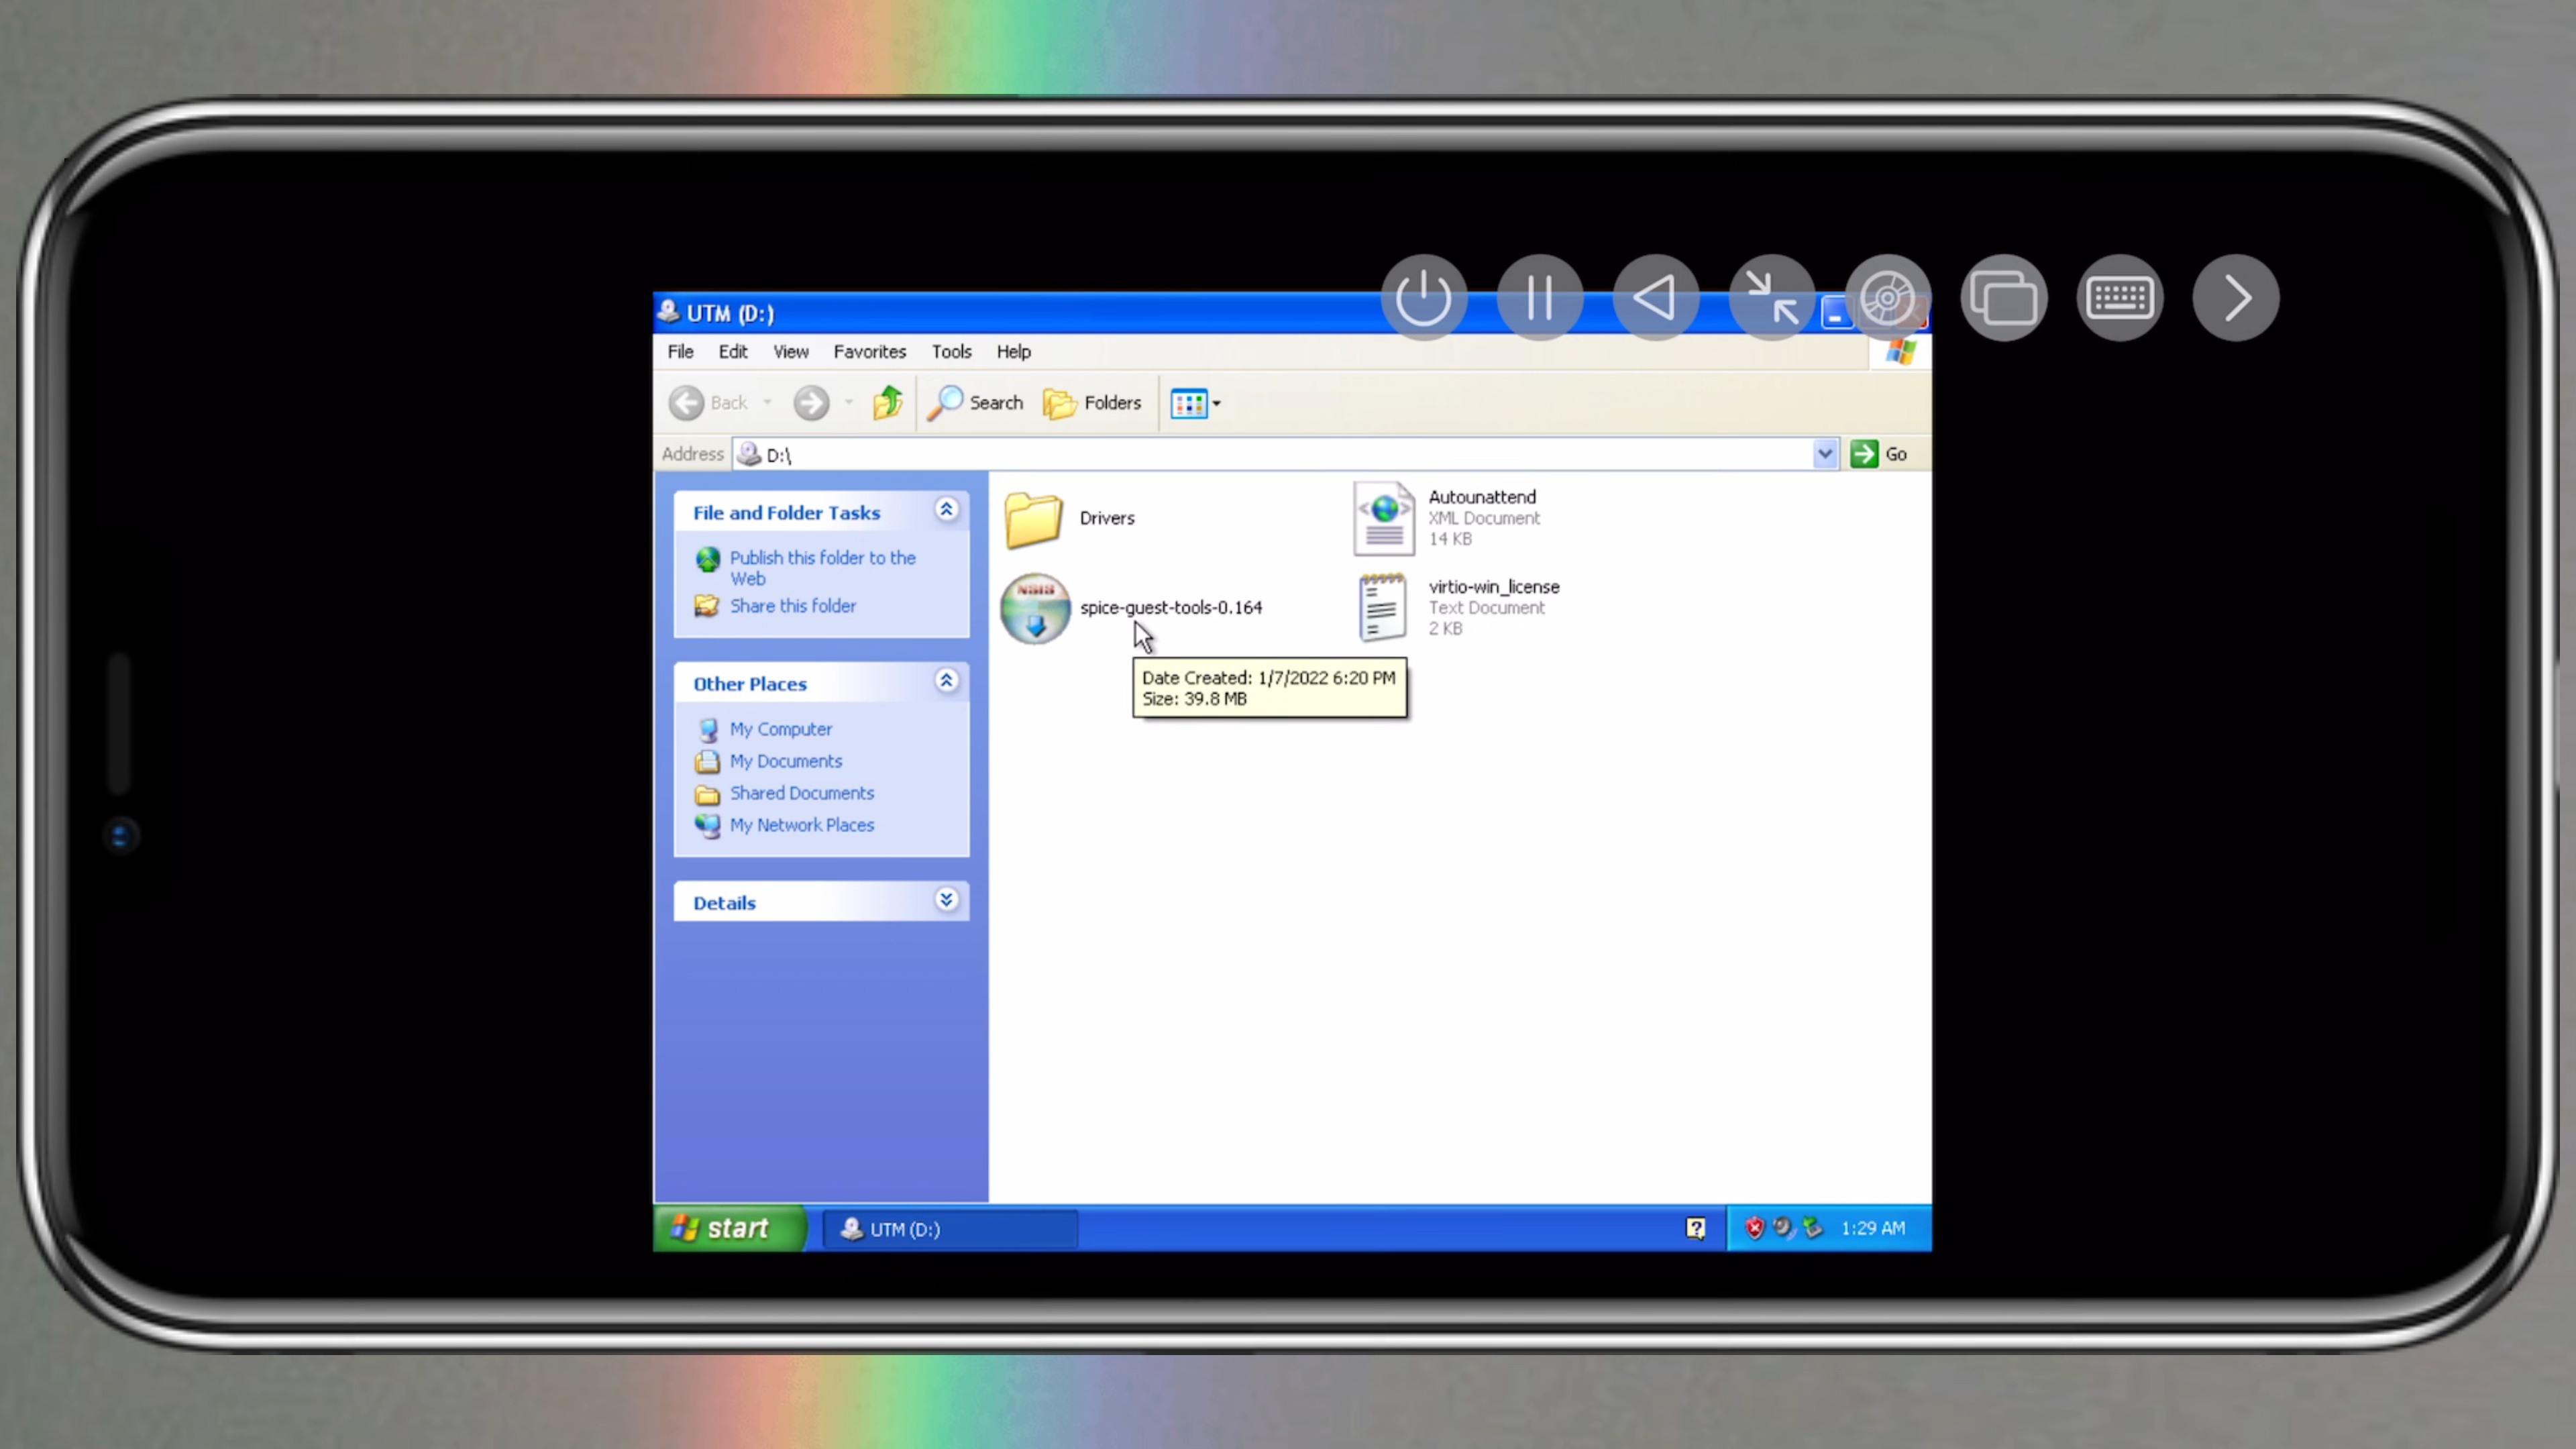 UTM (D:)
File Edit View Favorites Tools Help
Back Search Folders
Address D:\ Go
File and Folder Tasks
Publish this folder to the
Web
Share this folder
Other Places
My Computer
My Documents
Shared Documents
My Network Places
Details
Drivers
Autounattend
XML Document
14 KB
NSIS
spice-guest-tools-0.164
virtio-win_license
Text Document
2 KB
Date Created: 1/7/2022 6:20 PM
Size: 39.8 MB
start UTM (D:) 1:29 AM